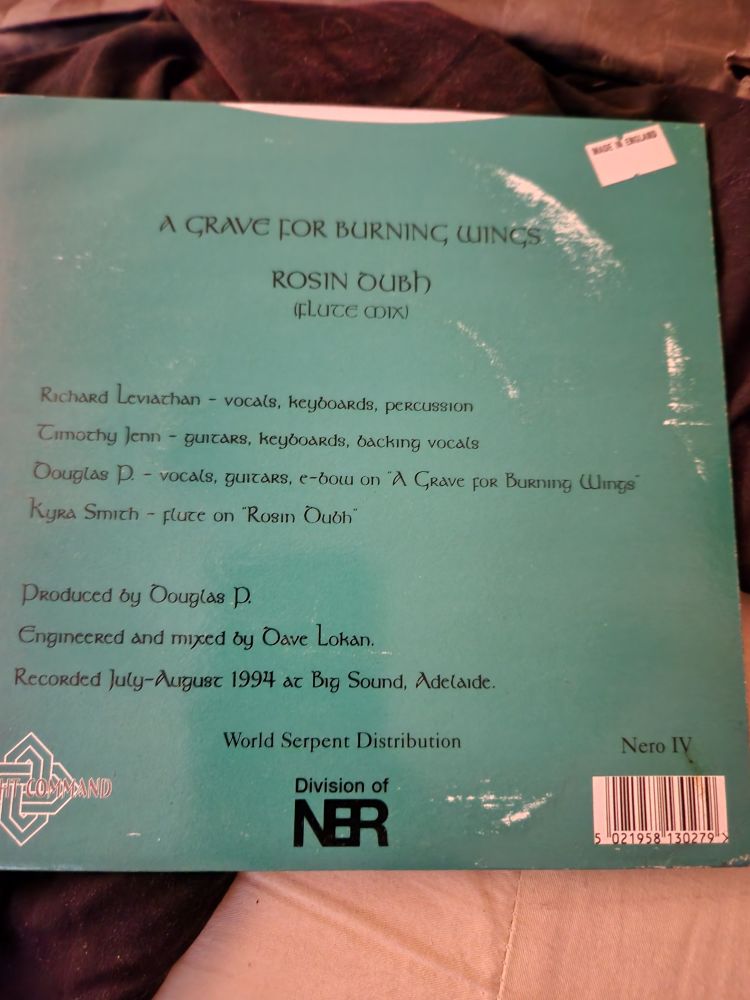 MADE IN ENGLAND
A GRAVE FOR BURNING WINGS
ROSIN DUBH
(FLUTE MIX)
Richard Leviathan - vocals, keyboards, percussion
Timothy Jenn - guitars, keyboards, backing vocals
Douglas P. - vocals, guitars, e-bow on "A Grave for Burning Wings"
Kyra Smith - flute on "Rosin Dubh"
Produced by Douglas P.
Engineered and mixed by Dave Lokan.
Recorded July-August 1994 at Big Sound, Adelaide.
World Serpent Distribution
Nero IV
HT COMMAND
Division of
NER
5 021958 130279 >